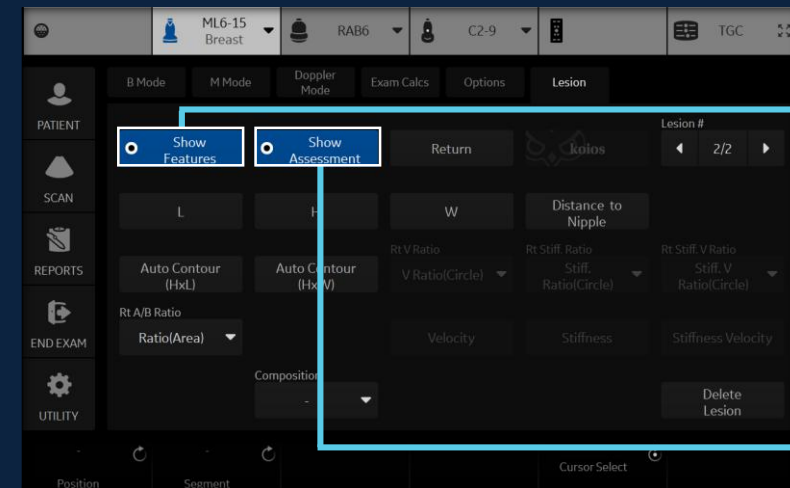 ML6-15
Breast
RAB6
C2-9
TGC
B Mode
M Mode
Doppler
Mode
Exam Calcs
Options
Lesion
PATIENT
SCAN
REPORTS
END EXAM
UTILITY
Lesion #
Show
Features
Show
Assessment
Return
koios
2/2
L
H
W
Distance to
Nipple
Rt V Ratio
Rt Stiff. Ratio
Rt Stiff. V Ratio
Auto Contour
(HxL)
Auto Contour
(HxW)
V Ratio(Circle)
Stiff.
Ratio(Circle)
Stiff. V
Ratio(Circle)
Rt A/B Ratio
Ratio(Area)
Velocity
Stiffness
Stiffness Velocity
Composition
-
Delete
Lesion
-
-
Position
Segment
Cursor Select